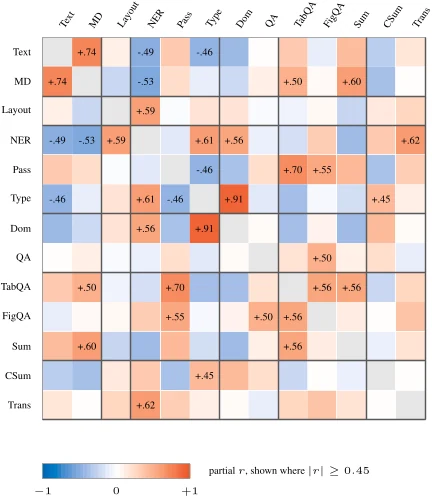 Text MD Layout NER Pass Type Dom QA TabQA FigQA Sum CSum Trans
Text +.74 -.49 -.46
MD +.74 -.53 +.50 +.60
Layout +.59
NER -.49 -.53 +.59 +.61 +.56 +.62
Pass -.46 +.70 +.55
Type -.46 +.61 -.46 +.91 +.45
Dom +.56 +.91
QA +.50
TabQA +.50 +.70 +.56 +.56
FigQA +.55 +.50 +.56
Sum +.60 +.56
CSum +.45
Trans +.62
partial r, shown where |r| ≥ 0.45
−1 0 +1